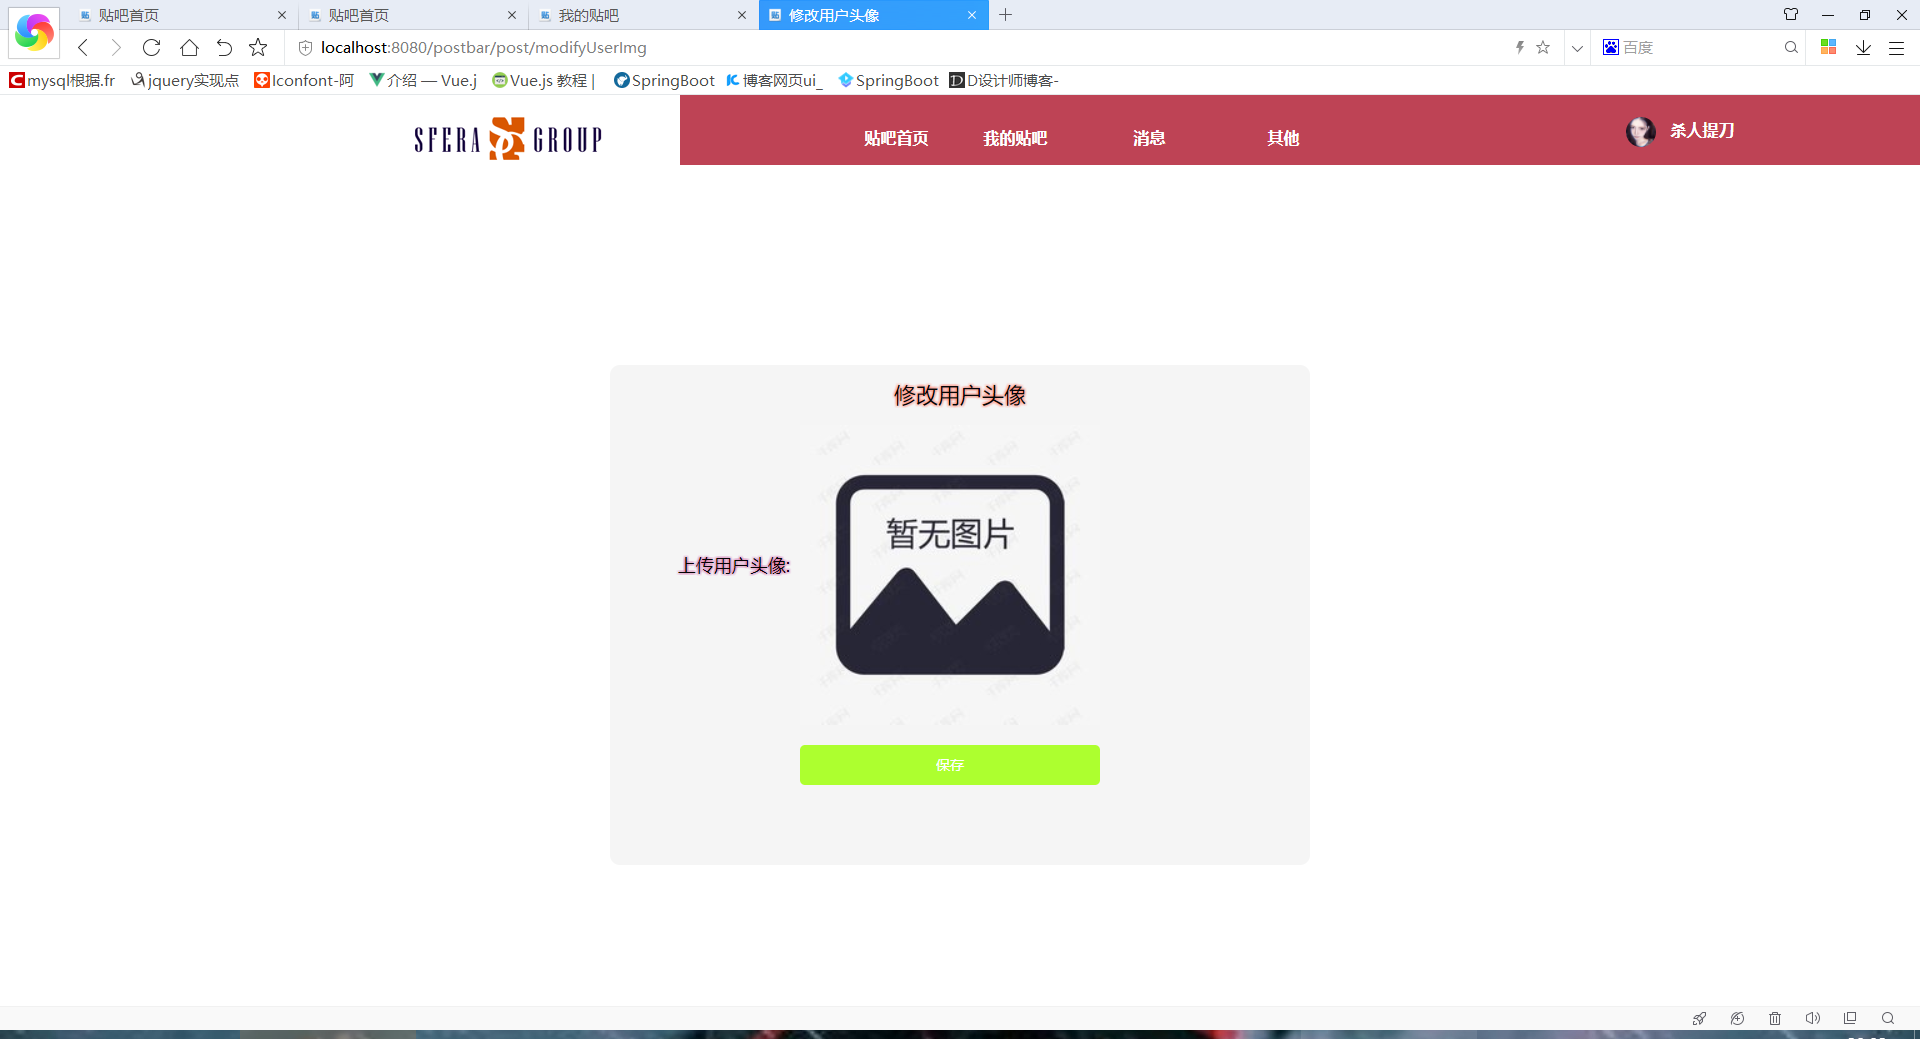 贴吧首页 贴吧首页 我的贴吧 修改用户头像
localhost:8080/postbar/post/modifyUserImg 百度
mysql根据.fr jquery实现点 Iconfont-阿 介绍 — Vue.j Vue.js 教程 | SpringBoot 博客网页ui_ SpringBoot D设计师博客-
SFERA GROUP 贴吧首页 我的贴吧 消息 其他 杀人提刀
修改用户头像
暂无图片
上传用户头像:
保存